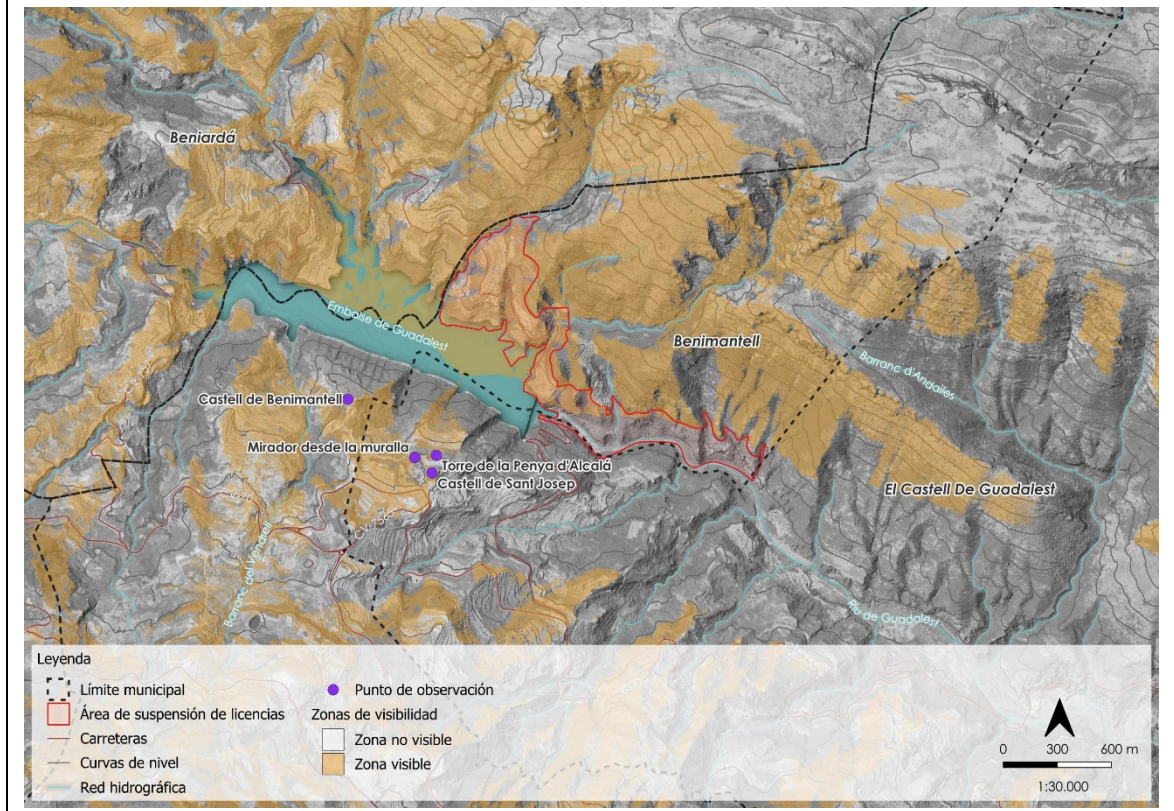 Beniardá
Embalse de Guadalest
Benimantell
Barranc d'Andailes
Castell de Benimantell
Mirador desde la muralla
Torre de la Penya d'Alcalá
Castell de Sant Josep
El Castell De Guadalest
Barranc del Vendull
Riu de Guadalest
Leyenda
Límite municipal
Área de suspensión de licencias
Carreteras
Curvas de nivel
Red hidrográfica
Punto de observación
Zonas de visibilidad
Zona no visible
Zona visible
0 300 600 m
1:30.000